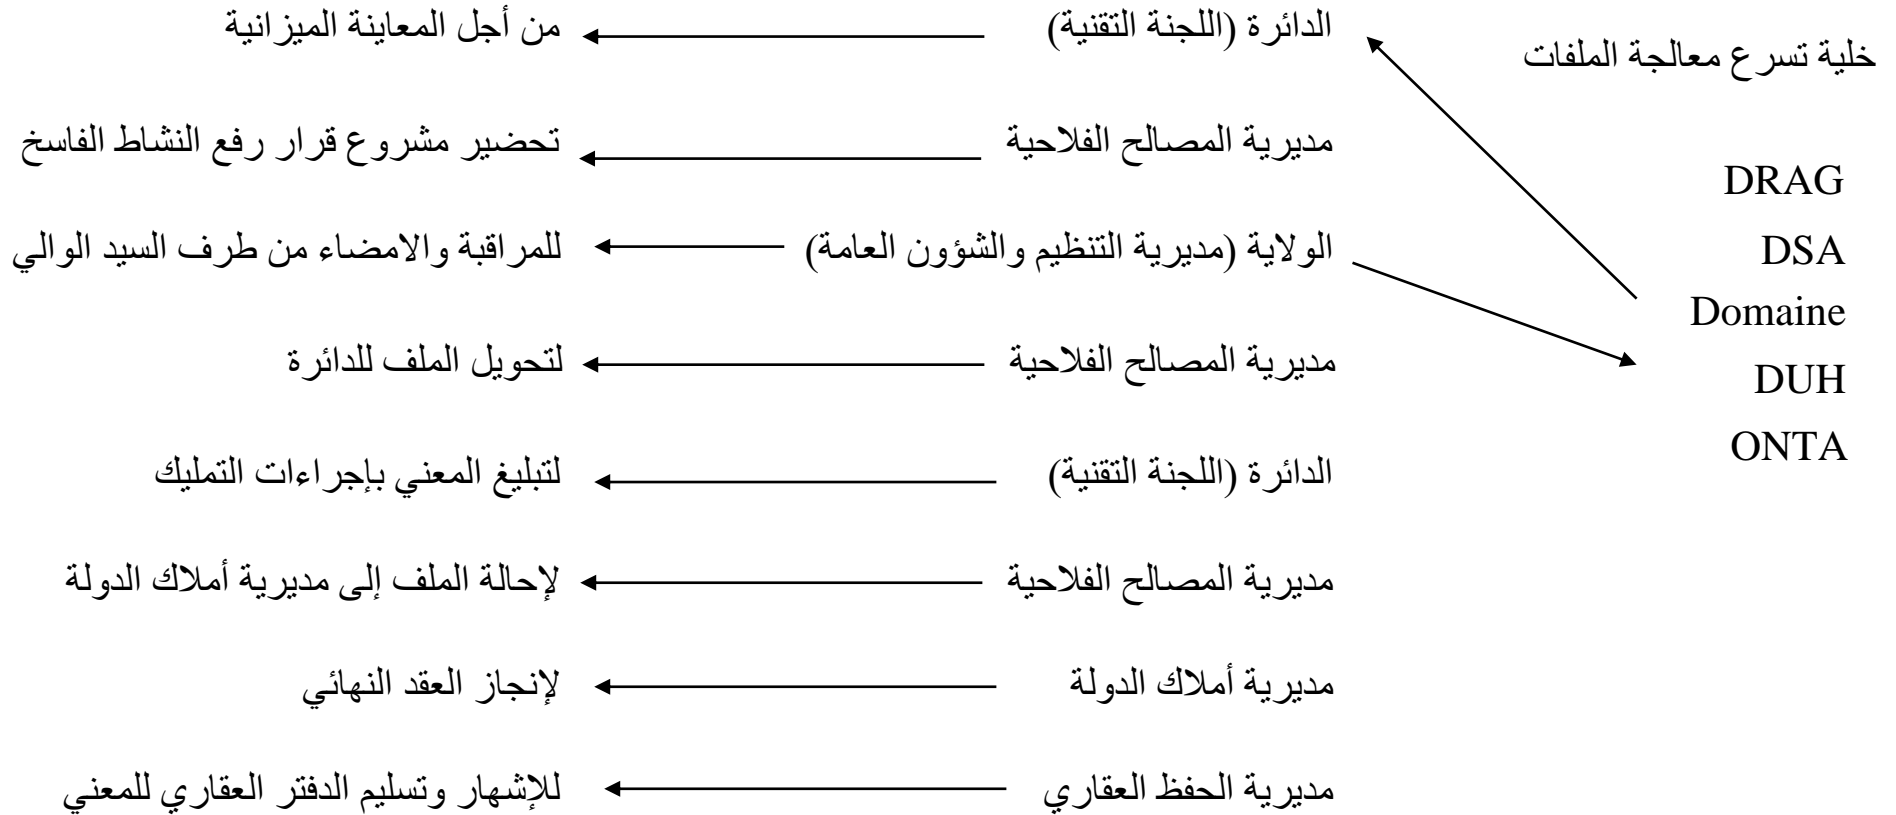 خلية تسرع معالجة الملفات
DRAG
DSA
Domaine
DUH
ONTA
الدائرة (اللجنة التقنية) من أجل المعاينة الميزانية
مديرية المصالح الفلاحية تحضير مشروع قرار رفع النشاط الفاسخ
الولاية (مديرية التنظيم والشؤون العامة) للمراقبة والامضاء من طرف السيد الوالي
مديرية المصالح الفلاحية لتحويل الملف للدائرة
الدائرة (اللجنة التقنية) لتبليغ المعني بإجراءات التمليك
مديرية المصالح الفلاحية لإحالة الملف إلى مديرية أملاك الدولة
مديرية أملاك الدولة لإنجاز العقد النهائي
مديرية الحفظ العقاري للإشهار وتسليم الدفتر العقاري للمعني